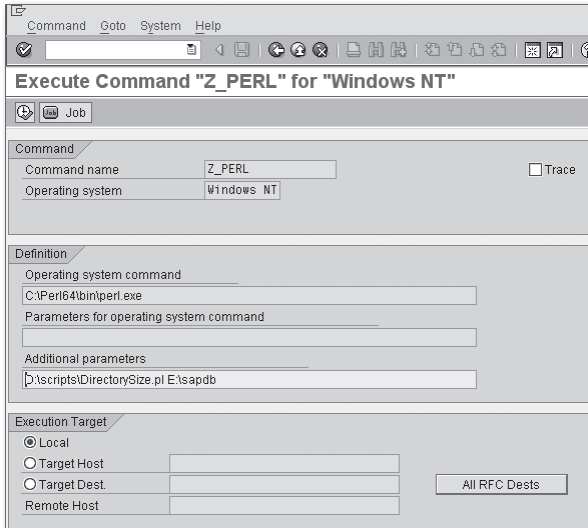 Command Goto System Help
Execute Command "Z_PERL" for "Windows NT"
Job Job
Command
Command name Z_PERL Trace
Operating system Windows NT
Definition
Operating system command
C:\Perl64\bin\perl.exe
Parameters for operating system command
Additional parameters
D:\scripts\DirectorySize.pl E:\sapdb
Execution Target
Local
Target Host
Target Dest. All RFC Dests
Remote Host